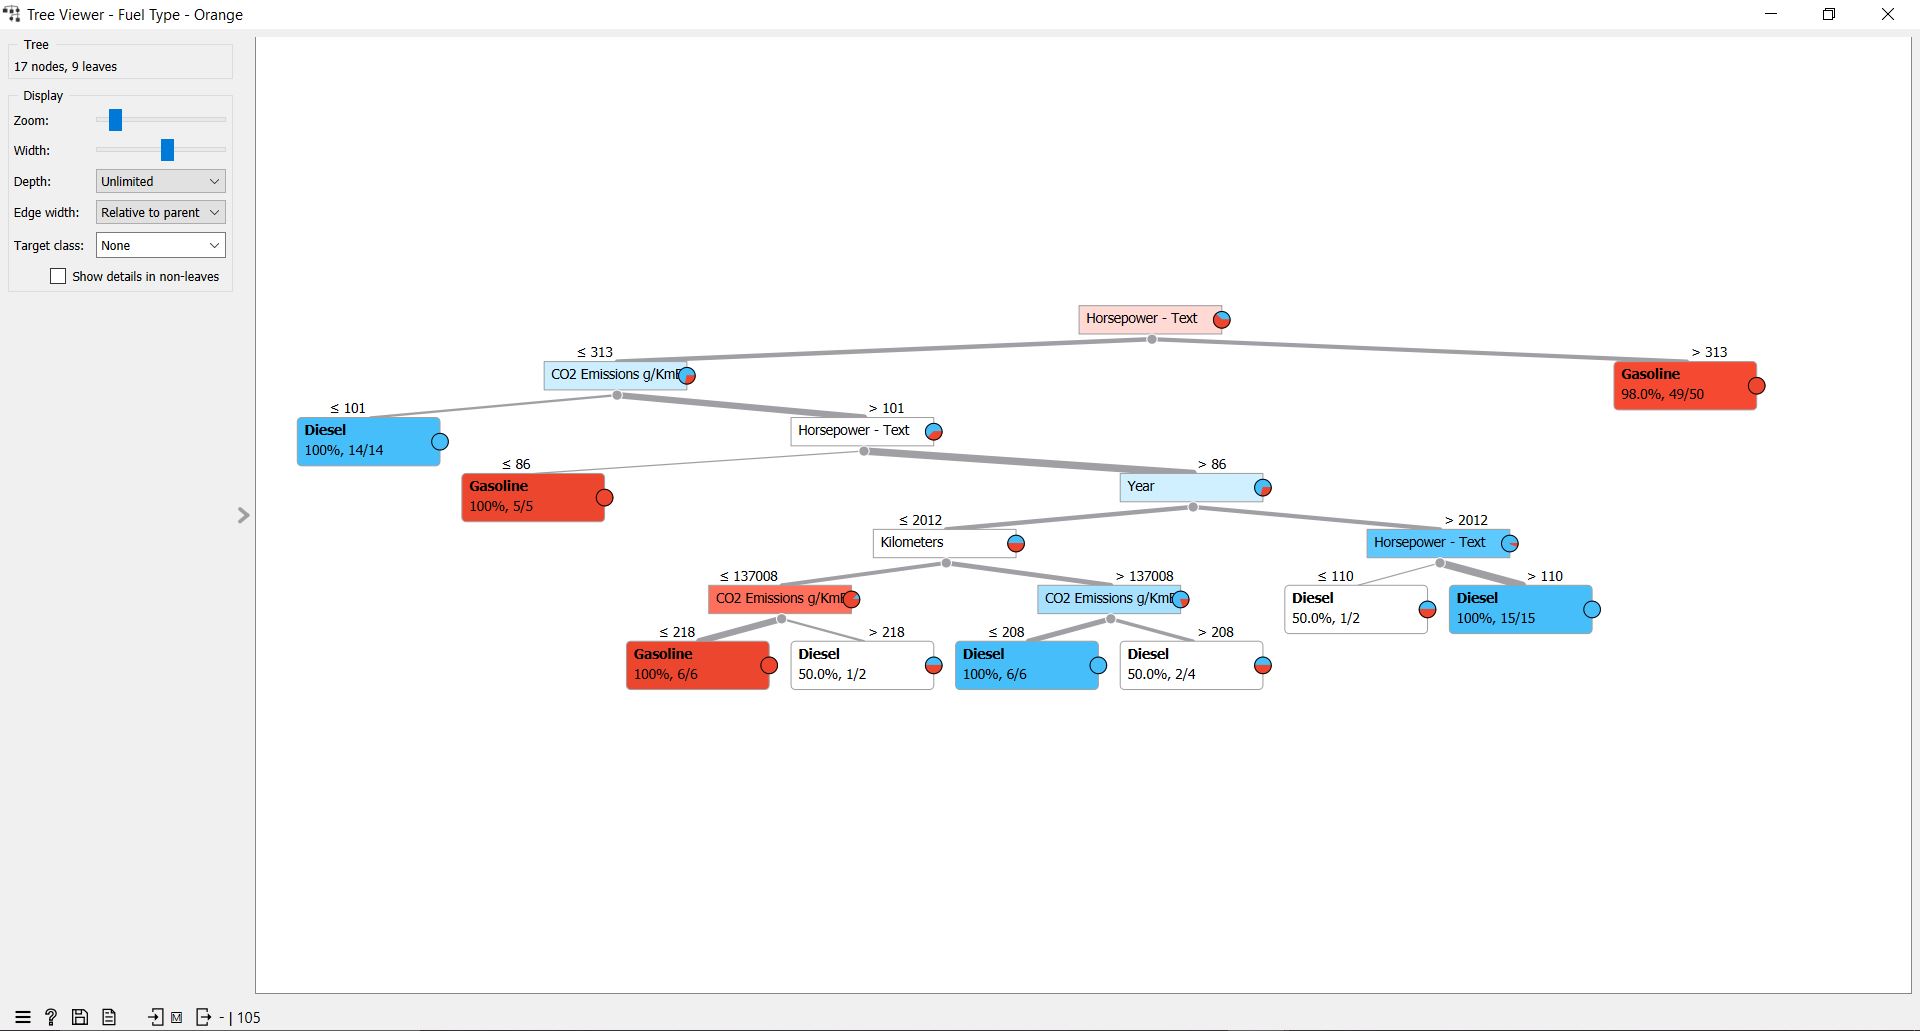 Tree Viewer - Fuel Type - Orange
Tree
17 nodes, 9 leaves
Display
Zoom:
Width:
Depth: Unlimited
Edge width: Relative to parent
Target class: None
Show details in non-leaves
Horsepower - Text
≤ 313
> 313
CO2 Emissions g/Km
Gasoline
98.0%, 49/50
≤ 101
> 101
Diesel
100%, 14/14
Horsepower - Text
≤ 86
> 86
Gasoline
100%, 5/5
Year
≤ 2012
> 2012
Kilometers
Horsepower - Text
≤ 137008
> 137008
≤ 110
> 110
CO2 Emissions g/Km
CO2 Emissions g/Km
Diesel
50.0%, 1/2
Diesel
100%, 15/15
≤ 218
> 218
≤ 208
> 208
Gasoline
100%, 6/6
Diesel
50.0%, 1/2
Diesel
100%, 6/6
Diesel
50.0%, 2/4
M
- | 105